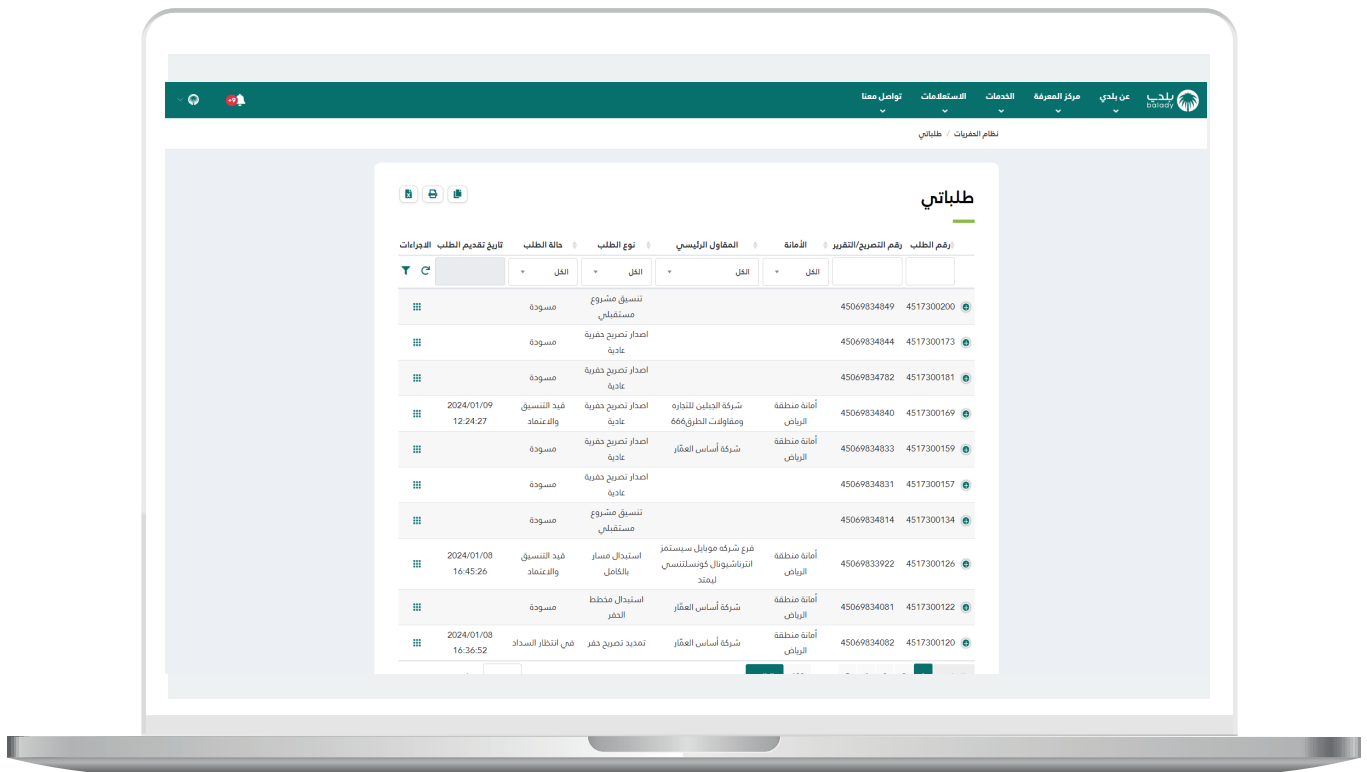 بلدي
balady
عن بلدي
مركز المعرفة
الخدمات
الاستعلامات
تواصل معنا
+9
نظام الحفريات / طلباتي
طلباتي
رقم الطلب رقم التصريح/التقرير الأمانة المقاول الرئيسي نوع الطلب حالة الطلب تاريخ تقديم الطلب الاجراءات
الكل الكل الكل الكل
4517300200 45069834849 تنسيق مشروع مستقبلي مسودة
4517300173 45069834844 اصدار تصريح حفرية عادية مسودة
4517300181 45069834782 اصدار تصريح حفرية عادية مسودة
4517300169 45069834840 أمانة منطقة الرياض شركة الجبلين للتجاره ومقاولات الطرق666 اصدار تصريح حفرية عادية قيد التنسيق والاعتماد 2024/01/09 12:24:27
4517300159 45069834833 أمانة منطقة الرياض شركة أساس العمّار اصدار تصريح حفرية عادية مسودة
4517300157 45069834831 اصدار تصريح حفرية عادية مسودة
4517300134 45069834814 تنسيق مشروع مستقبلي مسودة
4517300126 45069833922 أمانة منطقة الرياض فرع شركه موبايل سيستمز انترناشيونال كونسلتنسي ليمتد استبدال مسار بالكامل قيد التنسيق والاعتماد 2024/01/08 16:45:26
4517300122 45069834081 أمانة منطقة الرياض شركة أساس العمّار استبدال مخطط الحفر مسودة
4517300120 45069834082 أمانة منطقة الرياض شركة أساس العمّار تمديد تصريح حفر في انتظار السداد 2024/01/08 16:36:52